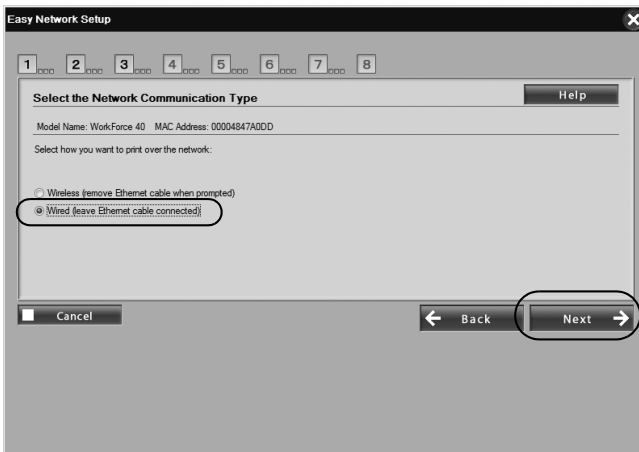 Easy Network Setup
1 2 3 4 5 6 7 8
Select the Network Communication Type
Help
Model Name: WorkForce 40 MAC Address: 00004847A0DD
Select how you want to print over the network:
Wireless (remove Ethernet cable when prompted)
Wired (leave Ethernet cable connected)
Cancel
Back
Next